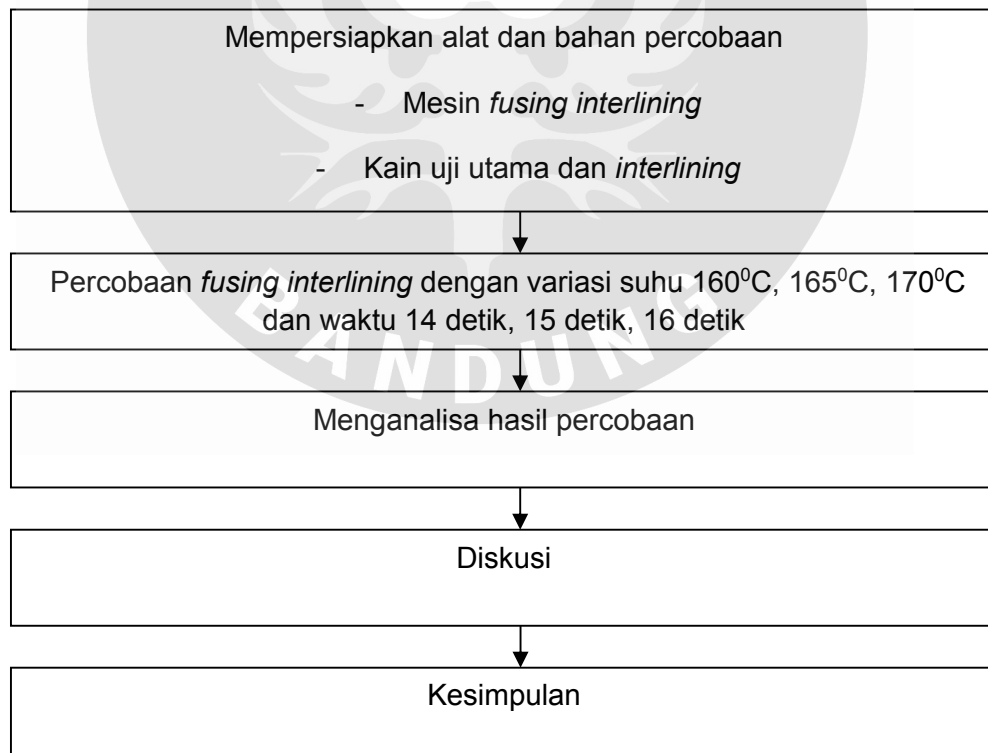 Mempersiapkan alat dan bahan percobaan
- Mesin fusing interlining
- Kain uji utama dan interlining
Percobaan fusing interlining dengan variasi suhu 160⁰C, 165⁰C, 170⁰C
dan waktu 14 detik, 15 detik, 16 detik
BANDUNG
Menganalisa hasil percobaan
Diskusi
Kesimpulan